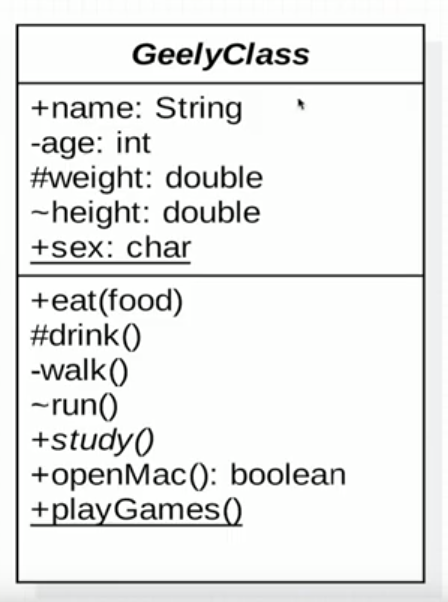 GeelyClass
+name: String
-age: int
#weight: double
~height: double
+sex: char
+eat(food)
#drink()
-walk()
~run()
+study()
+openMac(): boolean
+playGames()